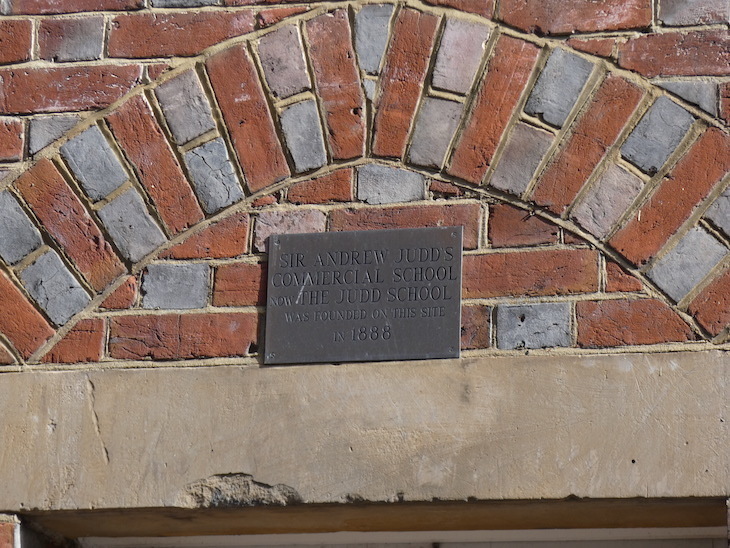 SIR ANDREW JUDD'S
COMMERCIAL SCHOOL
NOW THE JUDD SCHOOL
WAS FOUNDED ON THIS SITE
IN 1888